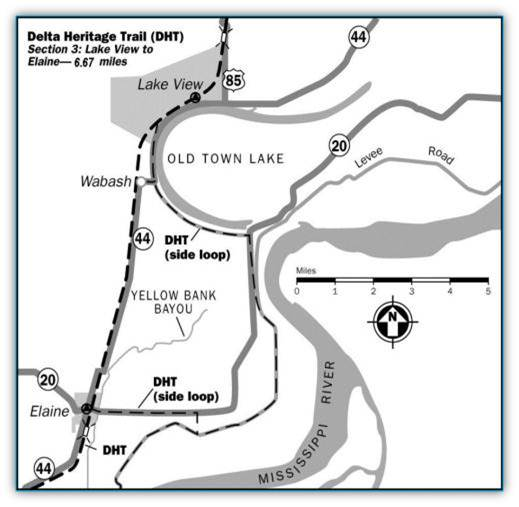 Delta Heritage Trail (DHT)
Section 3: Lake View to
Elaine— 6.67 miles
44
85
Lake View
20
OLD TOWN LAKE
Levee
Road
Wabash
44
DHT
(side loop)
Miles
0 1 2 3 4 5
YELLOW BANK
BAYOU
N
20
DHT
(side loop)
Elaine
MISSISSIPPI RIVER
DHT
44